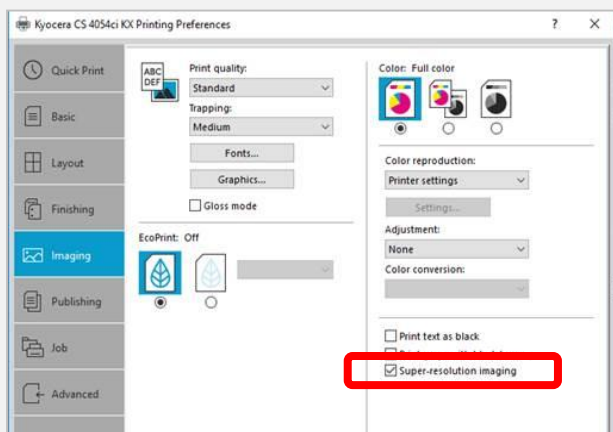 Kyocera CS 4054ci KX Printing Preferences
?
Quick Print
Basic
Layout
Finishing
Imaging
Publishing
Job
Advanced
ABC
DEF
Print quality:
Standard
Trapping:
Medium
Fonts...
Graphics...
Gloss mode
EcoPrint: Off
Color: Full color
Color reproduction:
Printer settings
Settings...
Adjustment:
None
Color conversion:
Print text as black
Super-resolution imaging